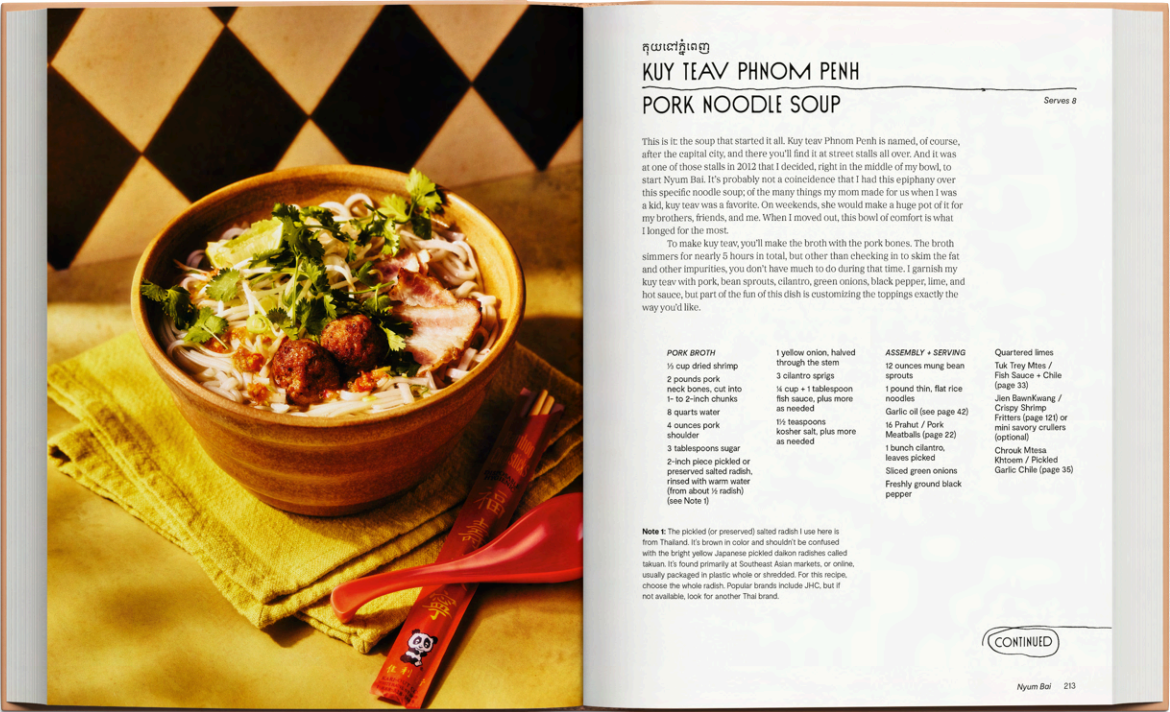 គុយទាវភ្នំពេញ
KUY TEAV PHNOM PENH
PORK NOODLE SOUP
Serves 8
This is it: the soup that started it all. Kuy teav Phnom Penh is named, of course,
after the capital city, and there you'll find it at street stalls all over. And it was
at one of those stalls in 2012 that I decided, right in the middle of my bowl, to
start Nyum Bai. It's probably not a coincidence that I had this epiphany over
this specific noodle soup; of the many things my mom made for us when I was
a kid, kuy teav was a favorite. On weekends, she would make a huge pot of it for
my brothers, friends, and me. When I moved out, this bowl of comfort is what
I longed for the most.
To make kuy teav, you'll make the broth with the pork bones. The broth
simmers for nearly 5 hours in total, but other than checking in to skim the fat
and other impurities, you don't have much to do during that time. I garnish my
kuy teav with pork, bean sprouts, cilantro, green onions, black pepper, lime, and
hot sauce, but part of the fun of this dish is customizing the toppings exactly the
way you'd like.
PORK BROTH
⅓ cup dried shrimp
2 pounds pork
neck bones, cut into
1- to 2-inch chunks
8 quarts water
4 ounces pork
shoulder
3 tablespoons sugar
2-inch piece pickled or
preserved salted radish,
rinsed with warm water
(from about ½ radish)
(see Note 1)
1 yellow onion, halved
through the stem
3 cilantro sprigs
¼ cup + 1 tablespoon
fish sauce, plus more
as needed
1½ teaspoons
kosher salt, plus more
as needed
ASSEMBLY + SERVING
12 ounces mung bean
sprouts
1 pound thin, flat rice
noodles
Garlic oil (see page 42)
16 Prahut / Pork
Meatballs (page 22)
1 bunch cilantro,
leaves picked
Sliced green onions
Freshly ground black
pepper
Quartered limes
Tuk Trey Mtes /
Fish Sauce + Chile
(page 33)
Jien BawnKwang /
Crispy Shrimp
Fritters (page 121) or
mini savory crullers
(optional)
Chrouk Mtesa
Khtoem / Pickled
Garlic Chile (page 35)
Note 1: The pickled (or preserved) salted radish I use here is
from Thailand. It's brown in color and shouldn't be confused
with the bright yellow Japanese pickled daikon radishes called
takuan. It's found primarily at Southeast Asian markets, or online,
usually packaged in plastic whole or shredded. For this recipe,
choose the whole radish. Popular brands include JHC, but if
not available, look for another Thai brand.
CONTINUED
Nyum Bai 213
福
壽
寧